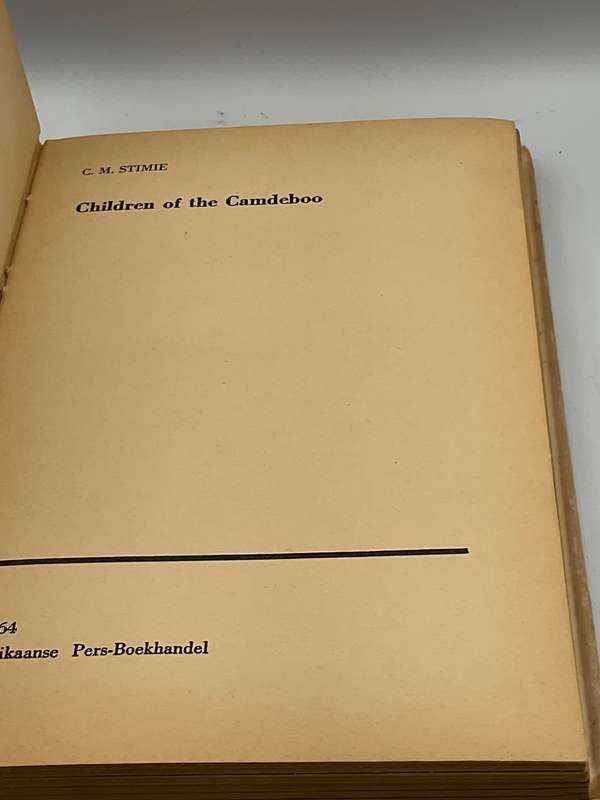 C. M. STIMIE
Children of the Camdeboo
64
ikaanse Pers-Boekhandel